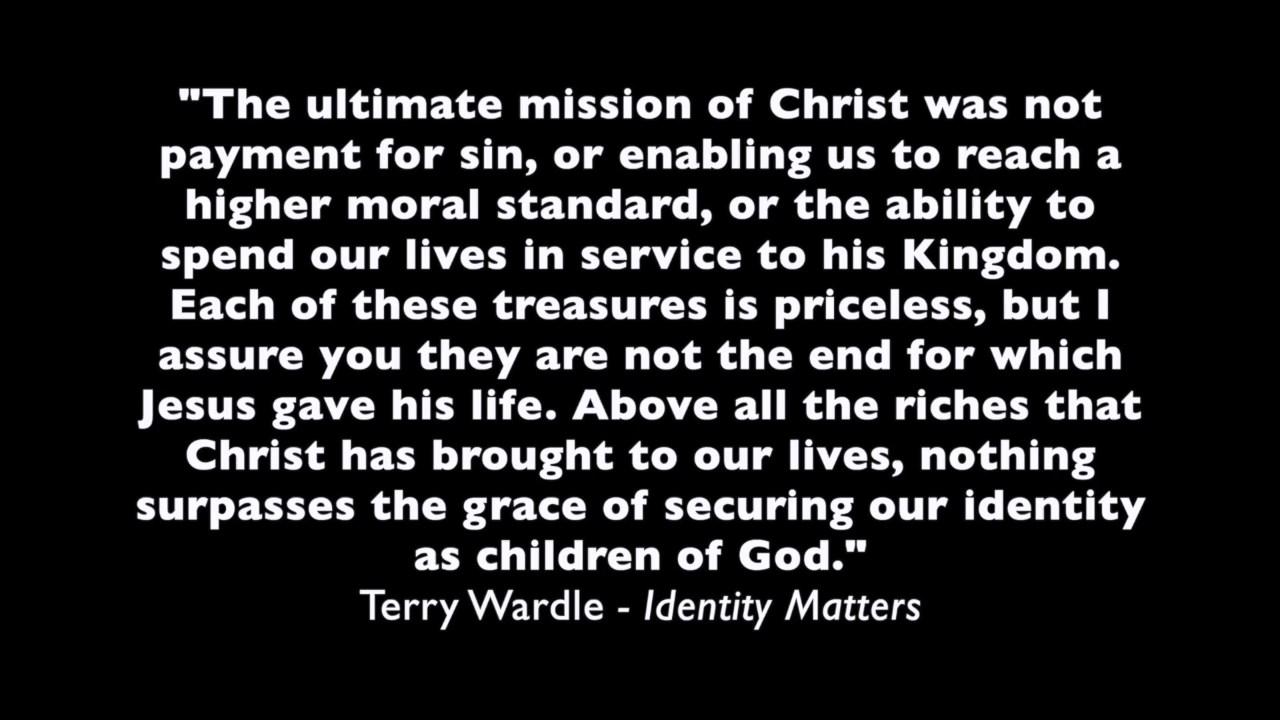 "The ultimate mission of Christ was not
payment for sin, or enabling us to reach a
higher moral standard, or the ability to
spend our lives in service to his Kingdom.
Each of these treasures is priceless, but I
assure you they are not the end for which
Jesus gave his life. Above all the riches that
Christ has brought to our lives, nothing
surpasses the grace of securing our identity
as children of God."
Terry Wardle - Identity Matters